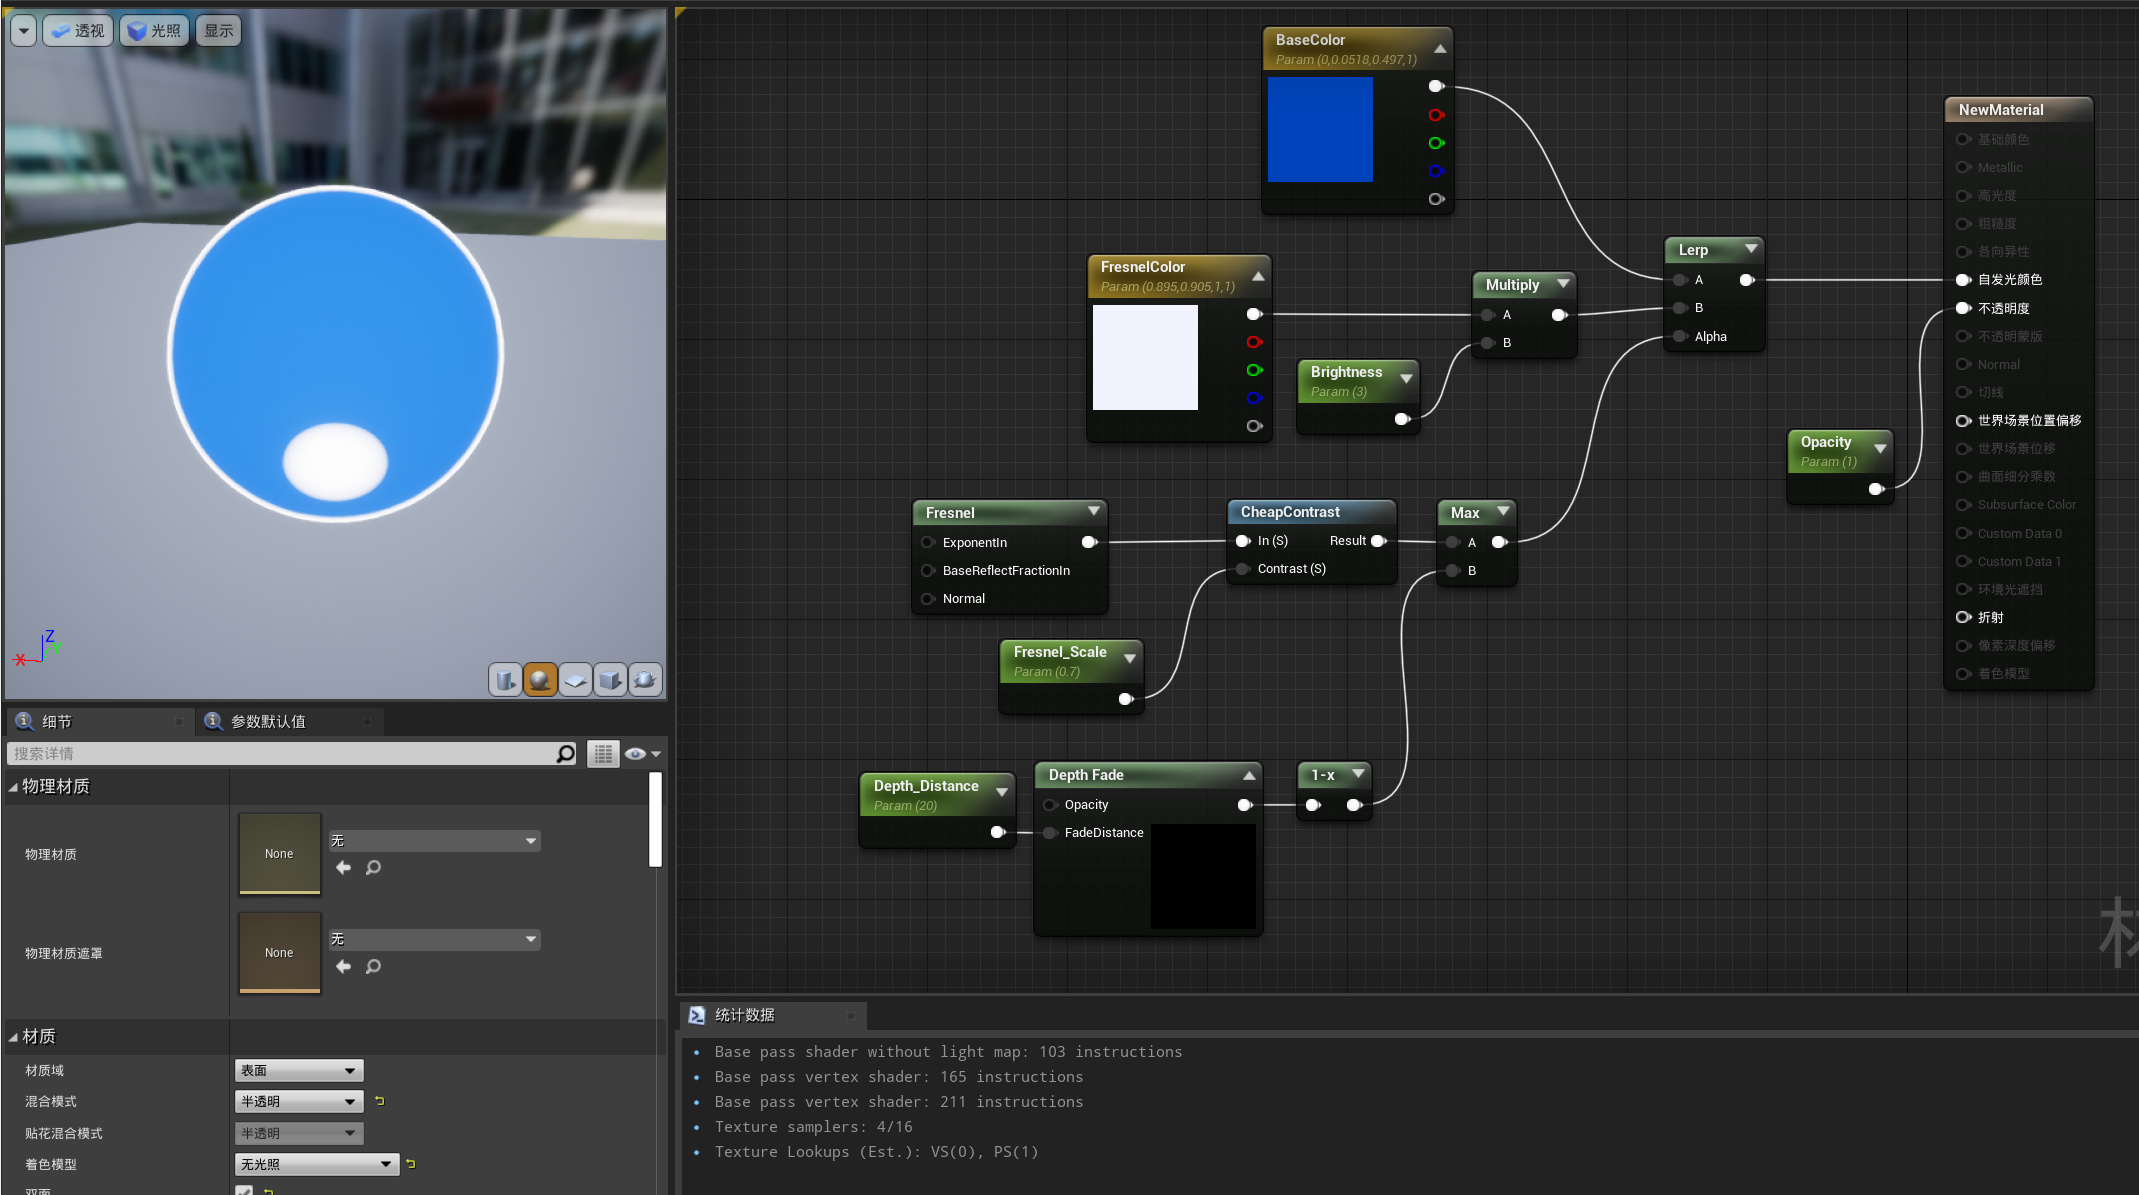 透视
光照
显示
Z
Y
X
细节
参数默认值
搜索详情
物理材质
物理材质
None
无
物理材质遮罩
None
无
材质
材质域
表面
混合模式
半透明
贴花混合模式
半透明
着色模型
无光照
双面
BaseColor
Param (0,0.0518,0.497,1)
FresnelColor
Param (0.895,0.905,1,1)
Multiply
A
B
Brightness
Param (3)
Lerp
A
B
Alpha
Opacity
Param (1)
Fresnel
ExponentIn
BaseReflectFractionIn
Normal
CheapContrast
In (S)
Result
Contrast (S)
Max
A
B
Fresnel_Scale
Param (0.7)
Depth_Distance
Param (20)
Depth Fade
Opacity
FadeDistance
1-x
NewMaterial
基础颜色
Metallic
高光度
粗糙度
各向异性
自发光颜色
不透明度
不透明蒙版
Normal
切线
世界场景位置偏移
世界场景位移
曲面细分乘数
Subsurface Color
Custom Data 0
Custom Data 1
环境光遮挡
折射
像素深度偏移
着色模型
统计数据
Base pass shader without light map: 103 instructions
Base pass vertex shader: 165 instructions
Base pass vertex shader: 211 instructions
Texture samplers: 4/16
Texture Lookups (Est.): VS(0), PS(1)